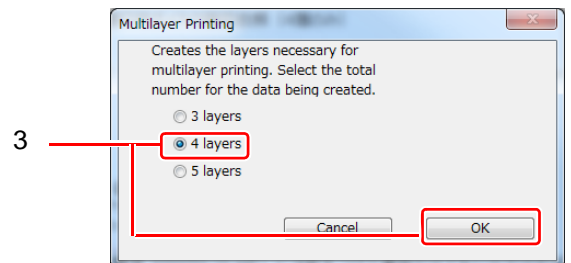 Multilayer Printing
Creates the layers necessary for
multilayer printing. Select the total
number for the data being created.
3 layers
3
4 layers
5 layers
Cancel
OK